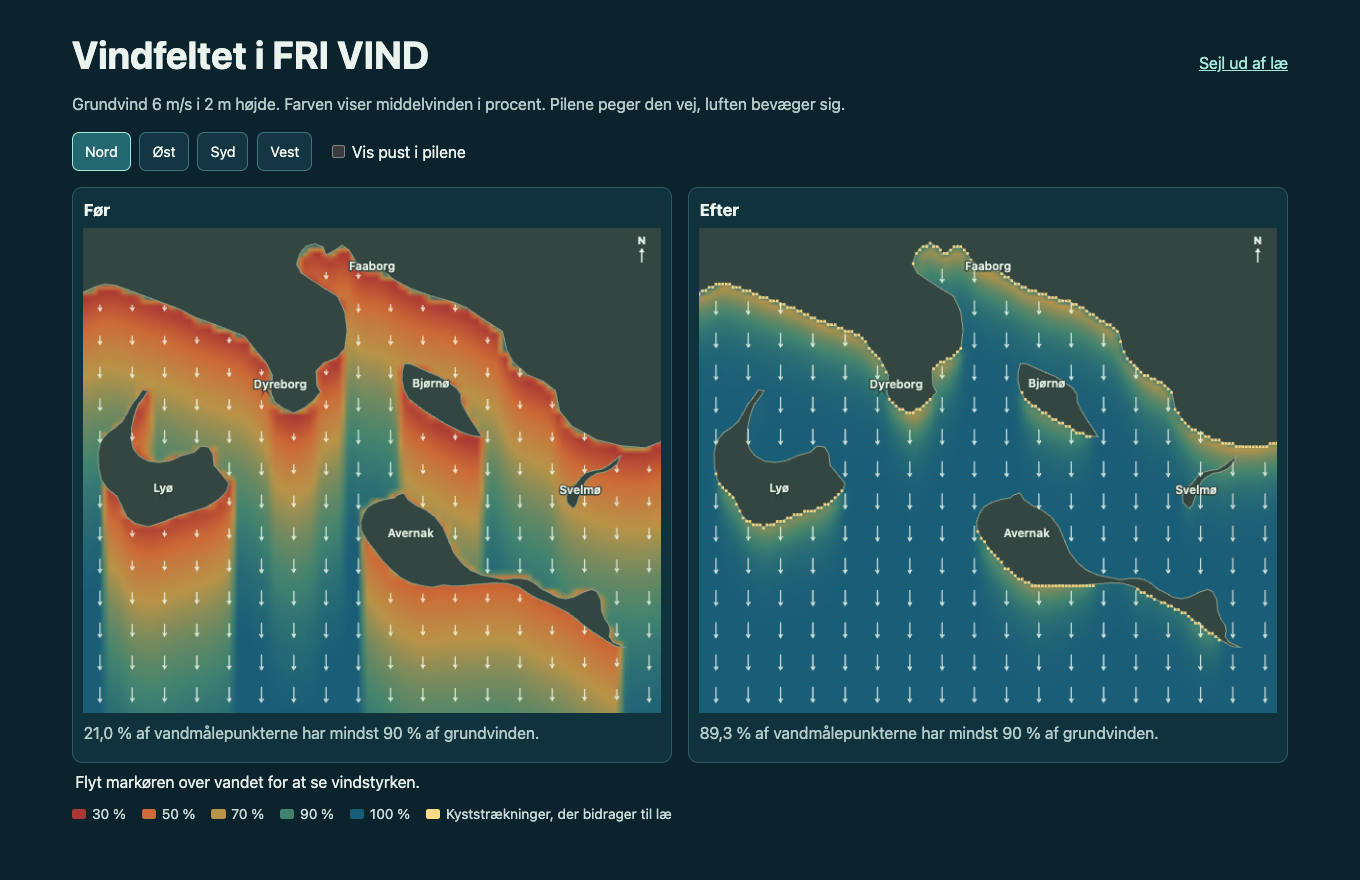 Vindfeltet i FRI VIND
Sejl ud af læ
Grundvind 6 m/s i 2 m højde. Farven viser middelvinden i procent. Pilene peger den vej, luften bevæger sig.
Nord
Øst
Syd
Vest
Vis pust i pilene
Før
N
Faaborg
Dyreborg
Bjørnø
Lyø
Svelmø
Avernak
21,0 % af vandmålepunkterne har mindst 90 % af grundvinden.
Efter
N
Faaborg
Dyreborg
Bjørnø
Lyø
Svelmø
Avernak
89,3 % af vandmålepunkterne har mindst 90 % af grundvinden.
Flyt markøren over vandet for at se vindstyrken.
30 %
50 %
70 %
90 %
100 %
Kyststrækninger, der bidrager til læ